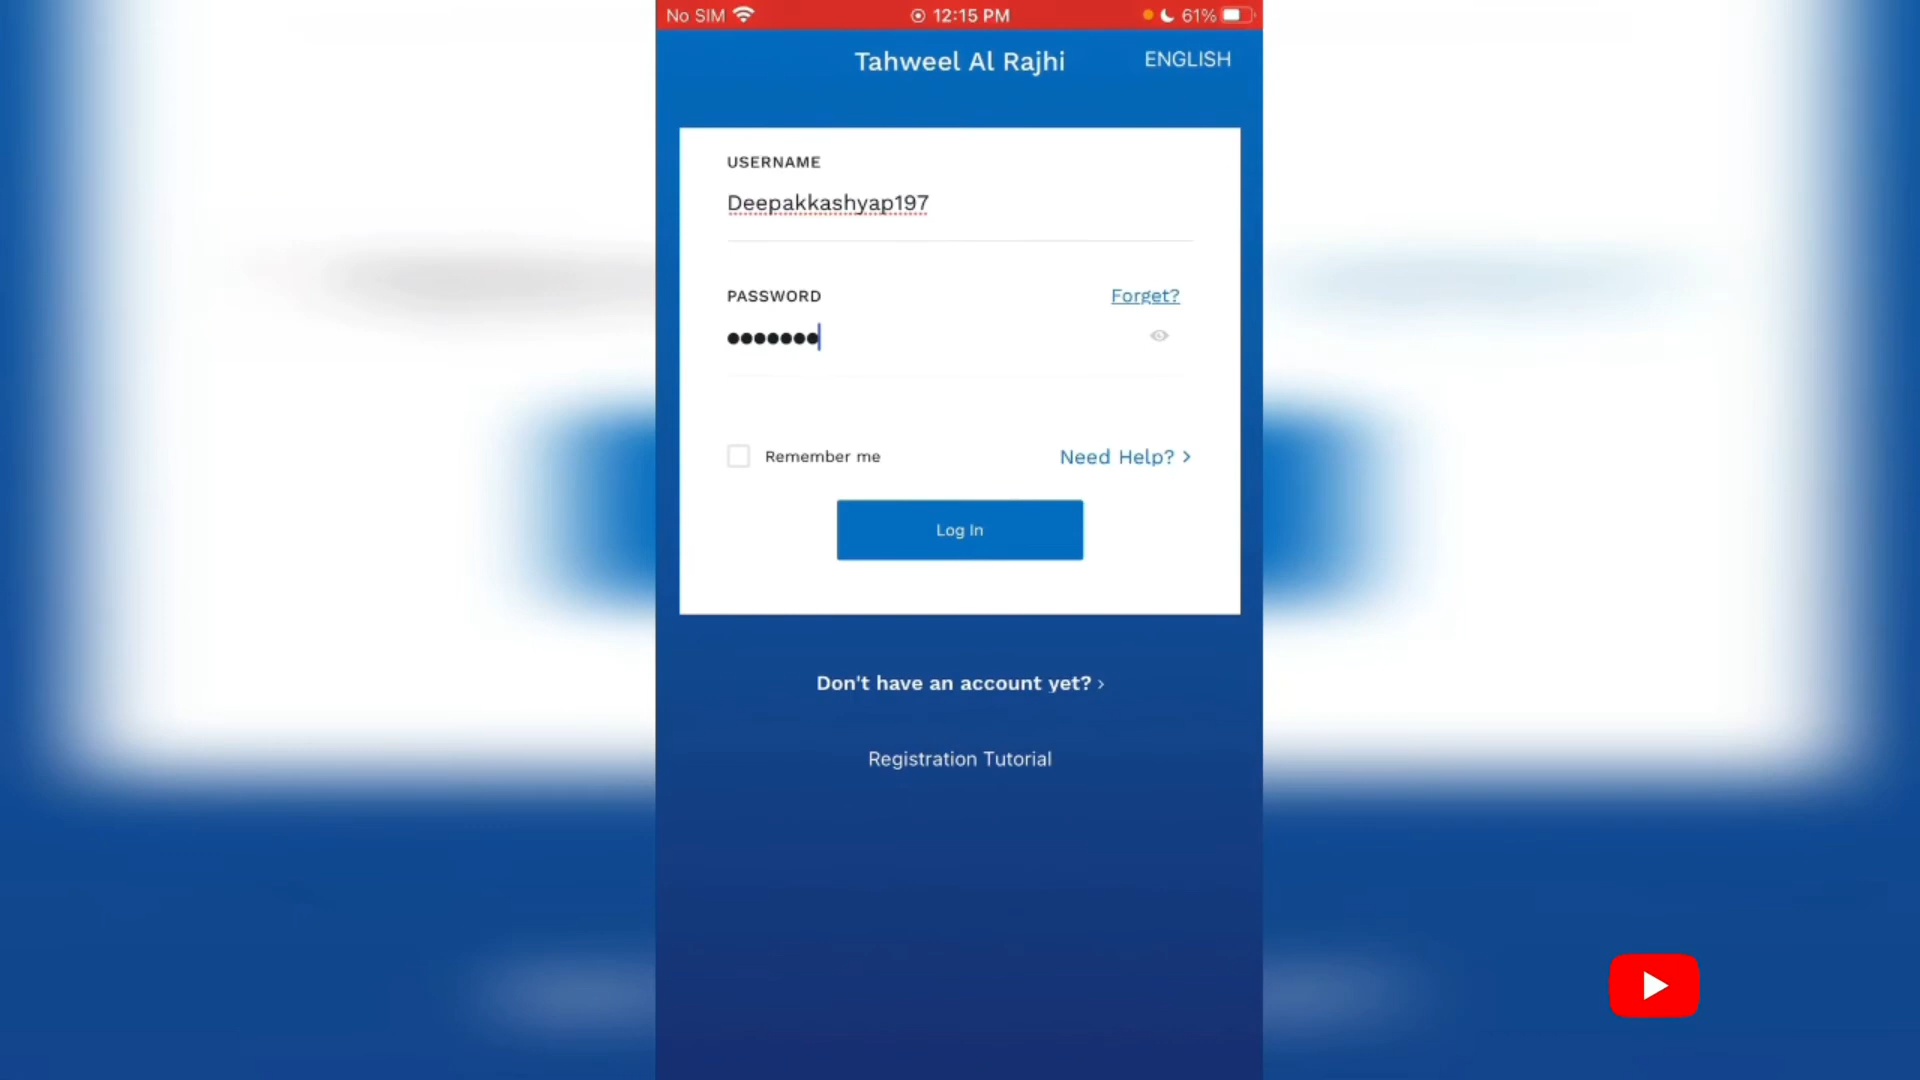 No SIM 12:15 PM 61%
Tahweel Al Rajhi ENGLISH
USERNAME
Deepakkashyap197
PASSWORD Forget?
Remember me Need Help? >
Log In
Don't have an account yet? >
Registration Tutorial